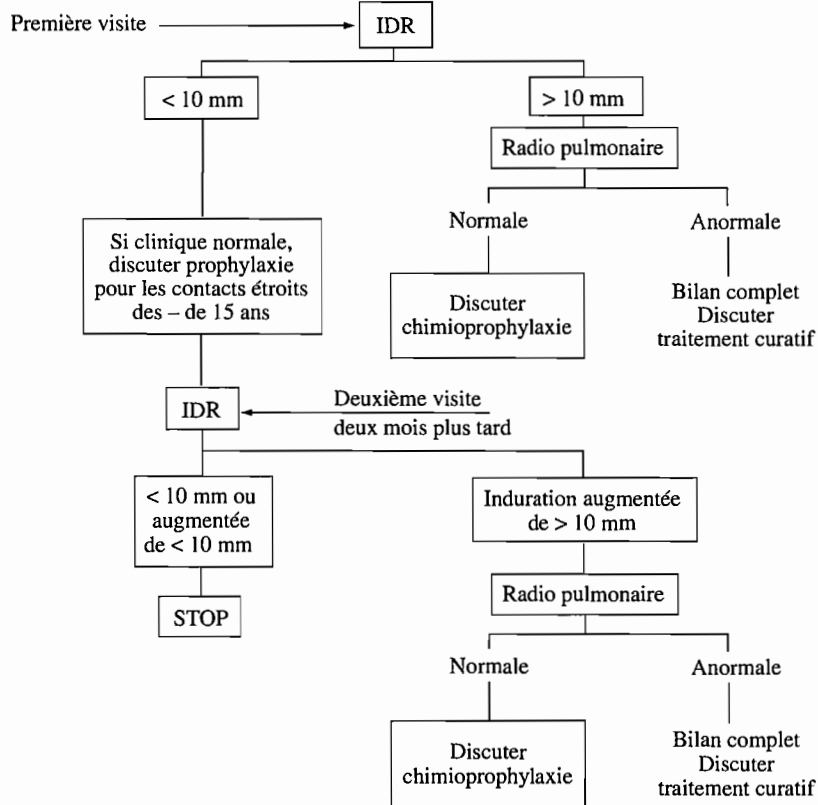 Première visite
IDR
< 10 mm
> 10 mm
Radio pulmonaire
Normale
Anormale
Si clinique normale,
discuter prophylaxie
pour les contacts étroits
des – de 15 ans
Discuter
chimioprophylaxie
Bilan complet
Discuter
traitement curatif
IDR
Deuxième visite
deux mois plus tard
< 10 mm ou
augmentée
de < 10 mm
Induration augmentée
de > 10 mm
STOP
Radio pulmonaire
Normale
Anormale
Discuter
chimioprophylaxie
Bilan complet
Discuter
traitement curatif